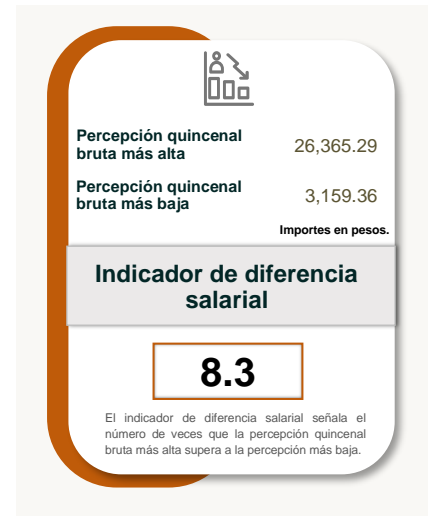 Percepción quincenal
bruta más alta
26,365.29
Percepción quincenal
bruta más baja
3,159.36
Importes en pesos.
Indicador de diferencia
salarial
8.3
El indicador de diferencia salarial señala el
número de veces que la percepción quincenal
bruta más alta supera a la percepción más baja.